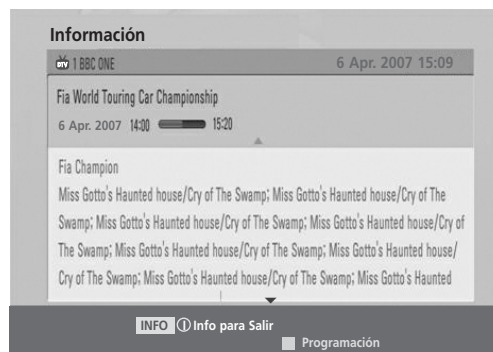 Información
DTV 1 BBC ONE 6 Apr. 2007 15:09
Fia World Touring Car Championship
6 Apr. 2007 14:00 15:20
Fia Champion
Miss Gotto's Haunted house/Cry of The Swamp; Miss Gotto's Haunted house/Cry of The
Swamp; Miss Gotto's Haunted house/Cry of The Swamp; Miss Gotto's Haunted house/Cry of
The Swamp; Miss Gotto's Haunted house/Cry of The Swamp; Miss Gotto's Haunted house/
Cry of The Swamp; Miss Gotto's Haunted house/Cry of The Swamp; Miss Gotto's Haunted
INFO ⓘ Info para Salir
Programación